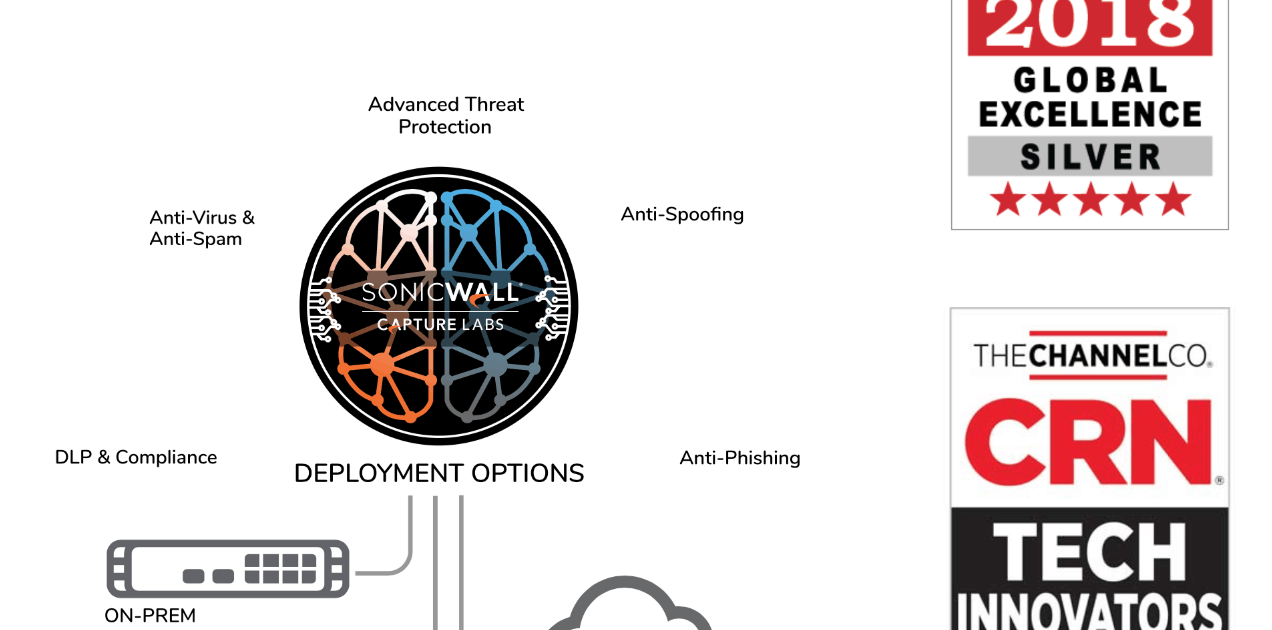 2018
GLOBAL
EXCELLENCE
SILVER
Advanced Threat
Protection
Anti-Virus &
Anti-Spam
Anti-Spoofing
SONICWALL
CAPTURE LABS
DLP & Compliance
DEPLOYMENT OPTIONS
Anti-Phishing
ON-PREM
THECHANNELCO®
CRN®
TECH
INNOVATORS